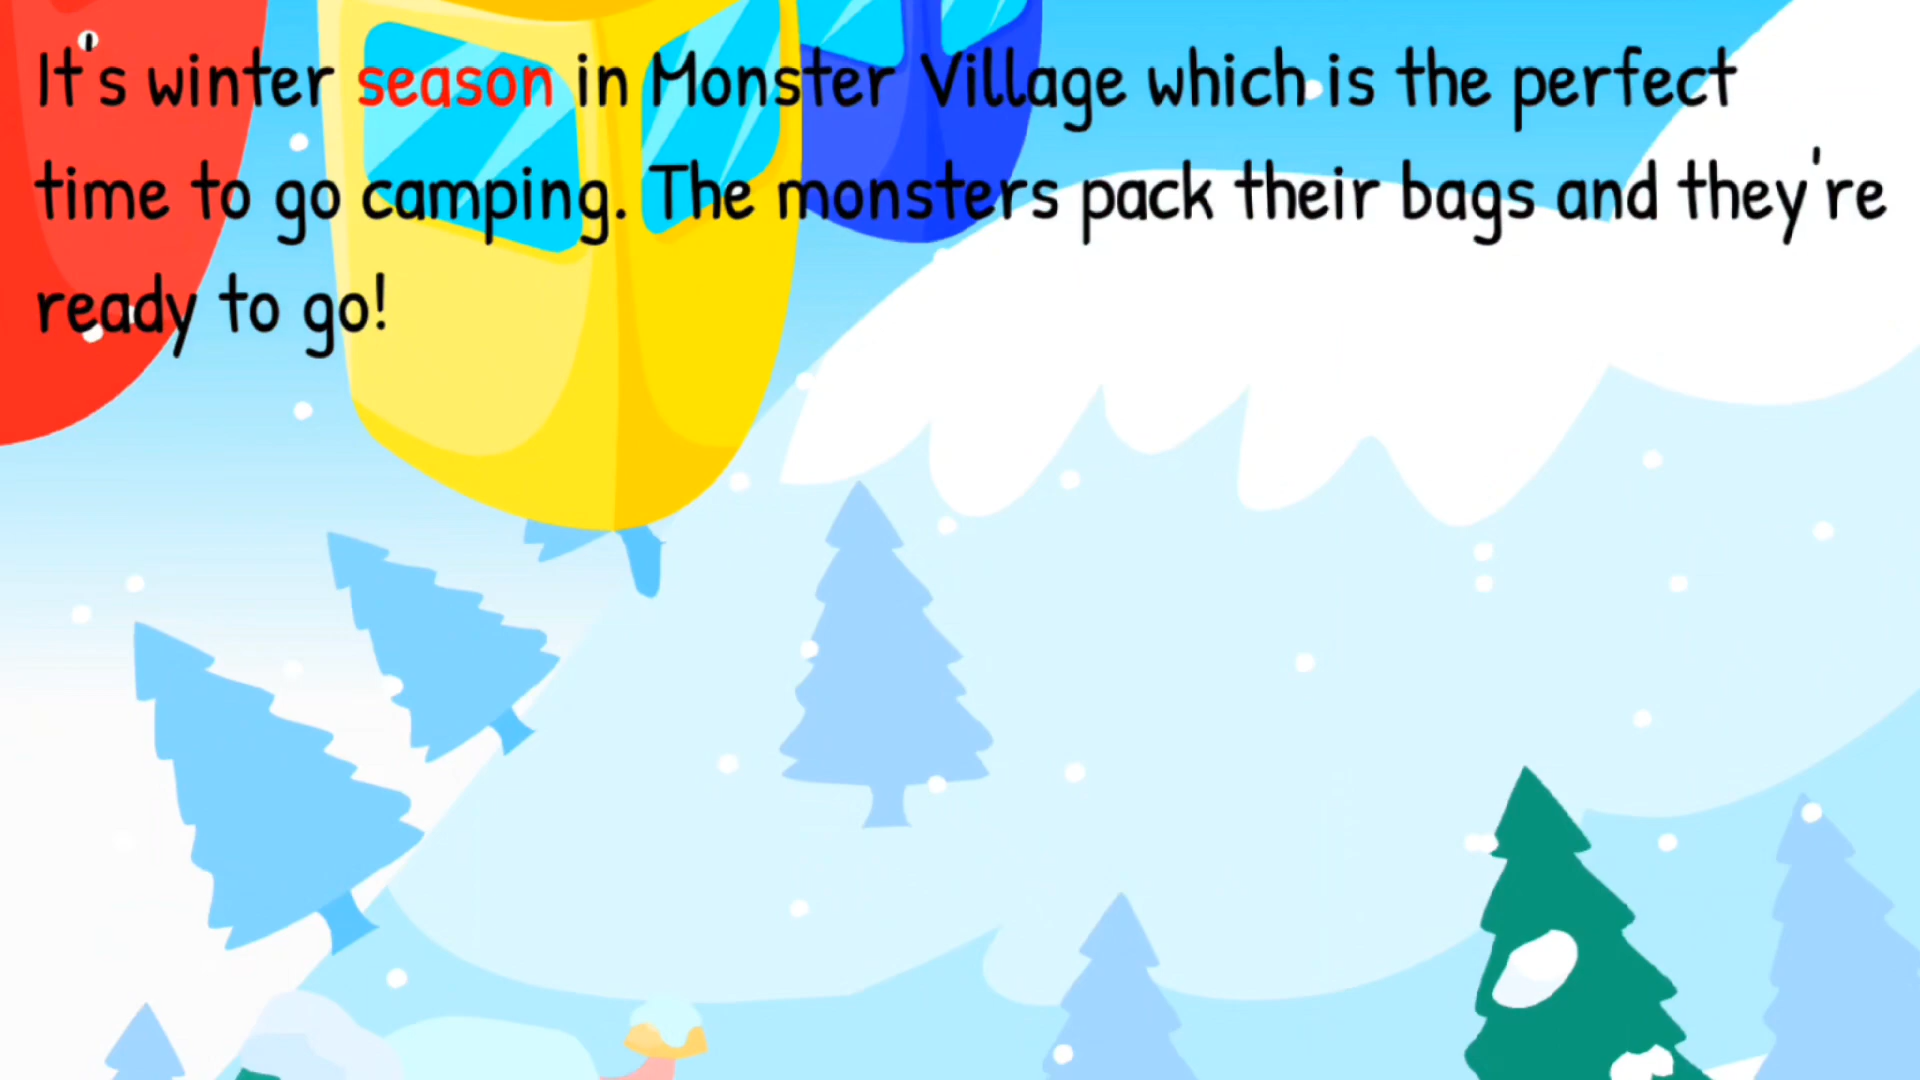 It's winter season in Monster Village which is the perfect
time to go camping. The monsters pack their bags and they're
ready to go!